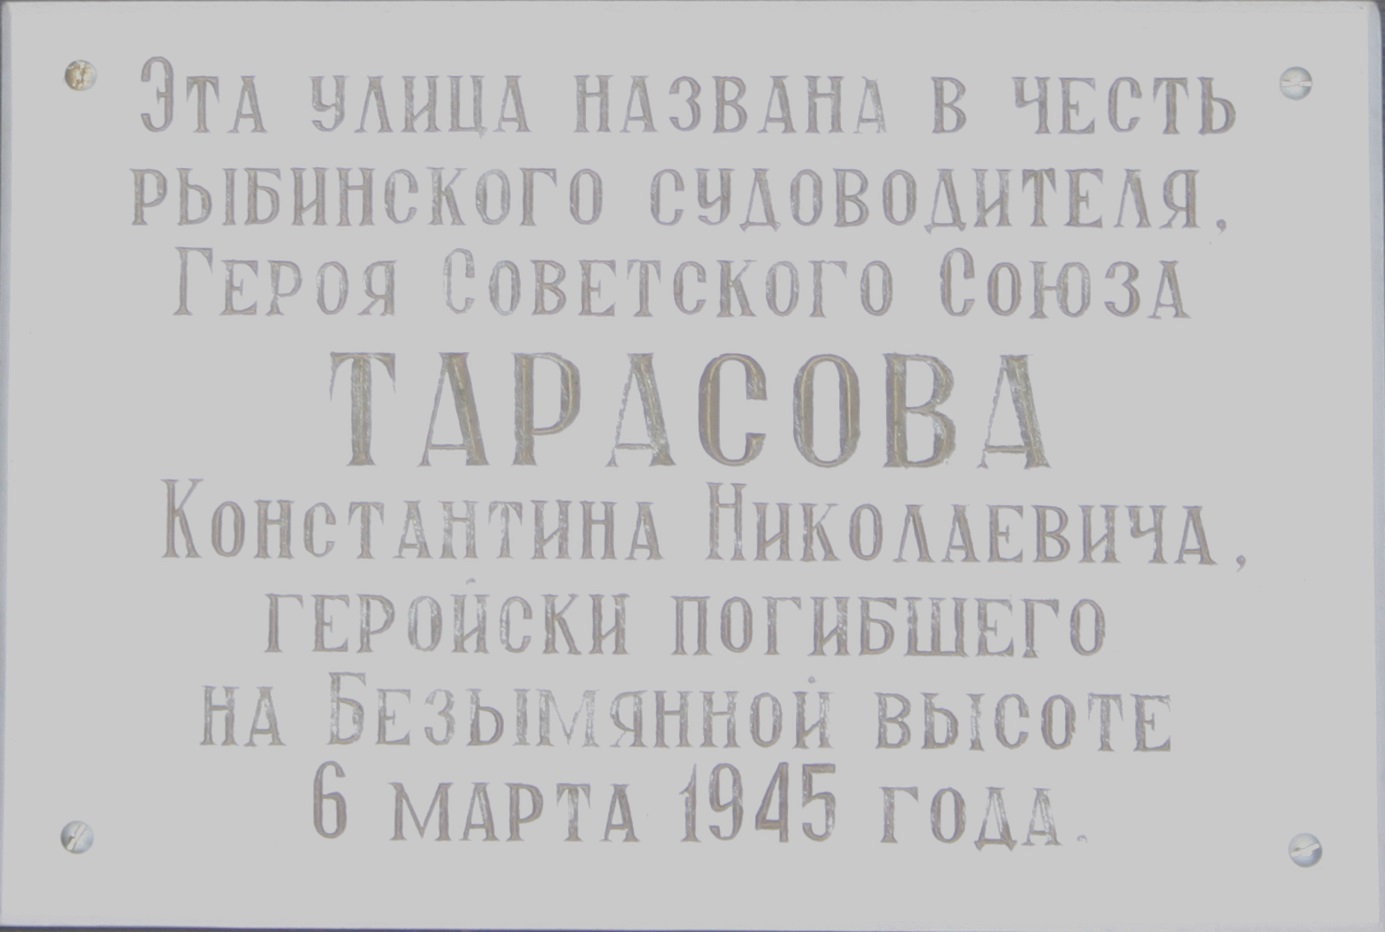 Эта улица названа в честь
рыбинского судоводителя,
Героя Советского Союза
ТАРАСОВА
Константина Николаевича,
геройски погибшего
на Безымянной высоте
6 марта 1945 года.